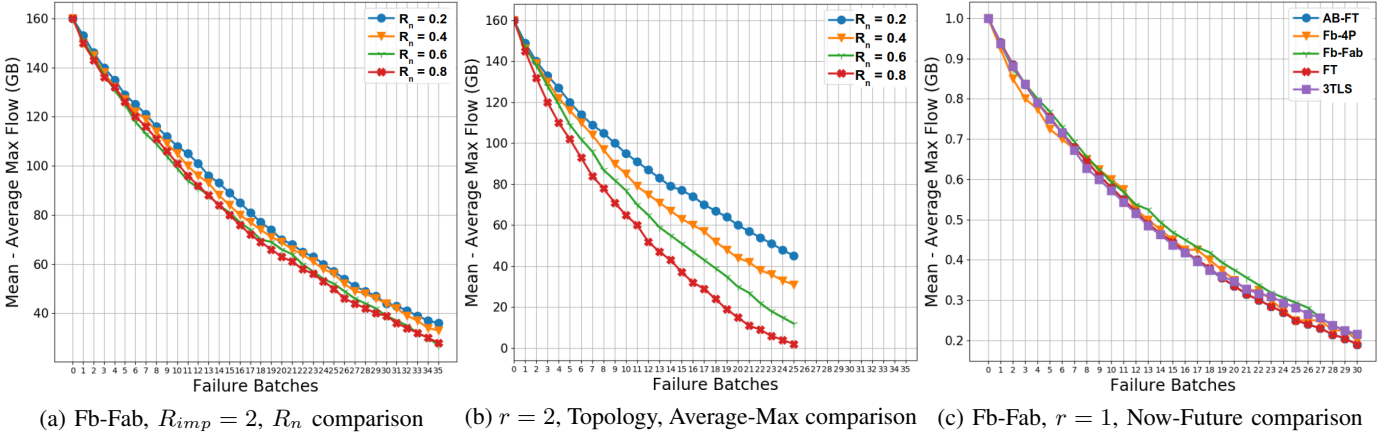 Mean - Average Max Flow (GB)
160
140
120
100
80
60
40
0 1 2 3 4 5 6 7 8 9 10 11 12 13 14 15 16 17 18 19 20 21 22 23 24 25 26 27 28 29 30 31 32 33 34 35
Failure Batches
R_n = 0.2
R_n = 0.4
R_n = 0.6
R_n = 0.8
(a) Fb-Fab, R_imp = 2, R_n comparison
Mean - Average Max Flow (GB)
160
140
120
100
80
60
40
20
0
0 1 2 3 4 5 6 7 8 9 10 11 12 13 14 15 16 17 18 19 20 21 22 23 24 25 26 27 28 29 30 31 32 33 34 35
Failure Batches
R_n = 0.2
R_n = 0.4
R_n = 0.6
R_n = 0.8
(b) r = 2, Topology, Average-Max comparison
Mean - Average Max Flow (GB)
1.0
0.9
0.8
0.7
0.6
0.5
0.4
0.3
0.2
0 1 2 3 4 5 6 7 8 9 10 11 12 13 14 15 16 17 18 19 20 21 22 23 24 25 26 27 28 29 30
Failure Batches
AB-FT
Fb-4P
Fb-Fab
FT
3TLS
(c) Fb-Fab, r = 1, Now-Future comparison